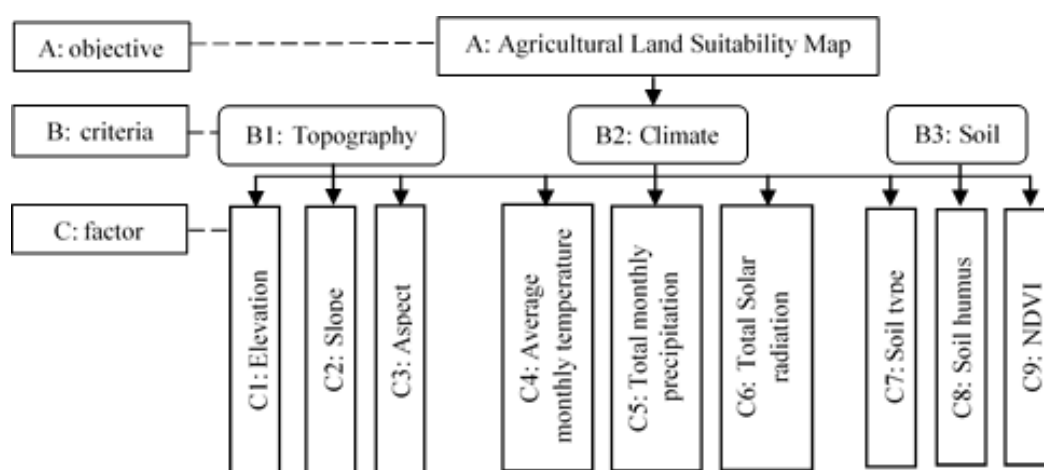 A: objective
A: Agricultural Land Suitability Map
B: criteria
B1: Topography
B2: Climate
B3: Soil
C: factor
C1: Elevation
C2: Slope
C3: Aspect
C4: Average
monthly temperature
C5: Total monthly
precipitation
C6: Total Solar
radiation
C7: Soil type
C8: Soil humus
C9: NDVI